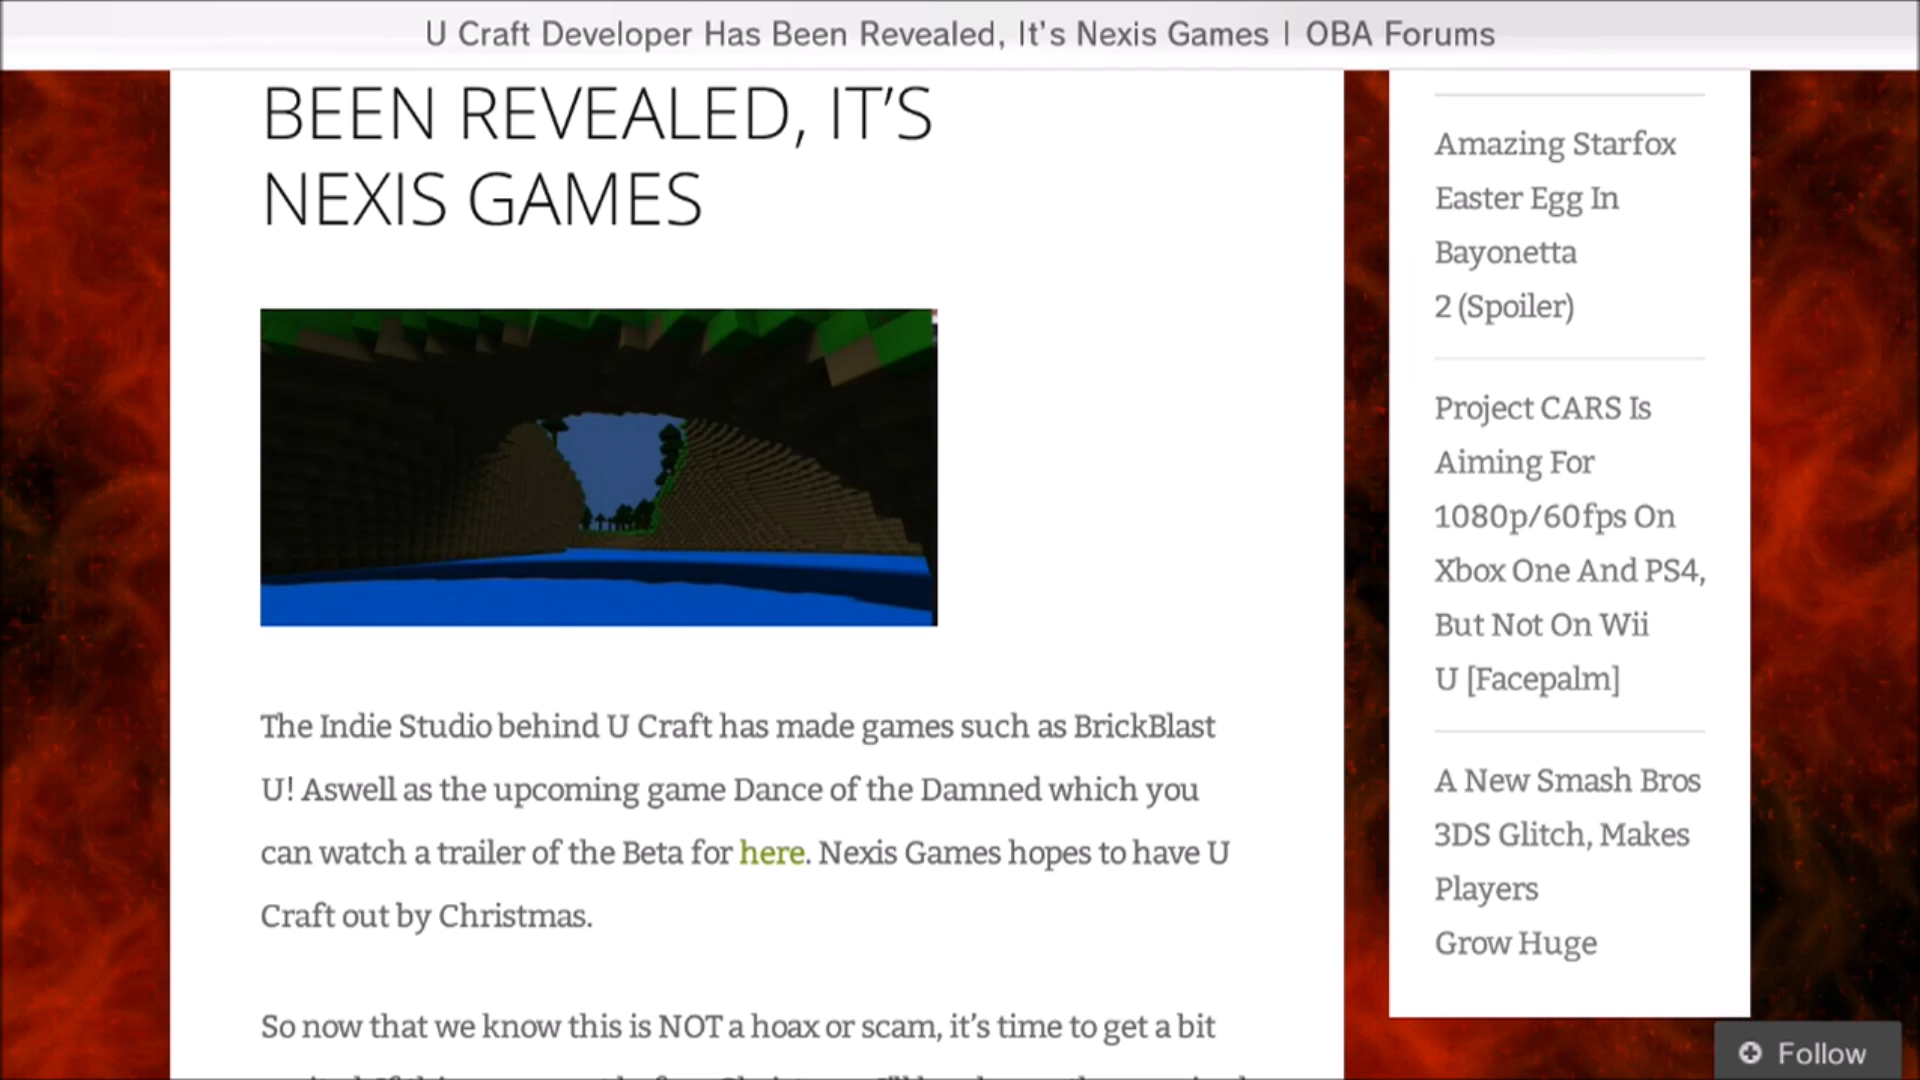 U Craft Developer Has Been Revealed, It's Nexis Games | OBA Forums
BEEN REVEALED, IT’S
NEXIS GAMES
The Indie Studio behind U Craft has made games such as BrickBlast
U! Aswell as the upcoming game Dance of the Damned which you
can watch a trailer of the Beta for here. Nexis Games hopes to have U
Craft out by Christmas.
So now that we know this is NOT a hoax or scam, it’s time to get a bit
Amazing Starfox
Easter Egg In
Bayonetta
2 (Spoiler)
Project CARS Is
Aiming For
1080p/60fps On
Xbox One And PS4,
But Not On Wii
U [Facepalm]
A New Smash Bros
3DS Glitch, Makes
Players
Grow Huge
Follow